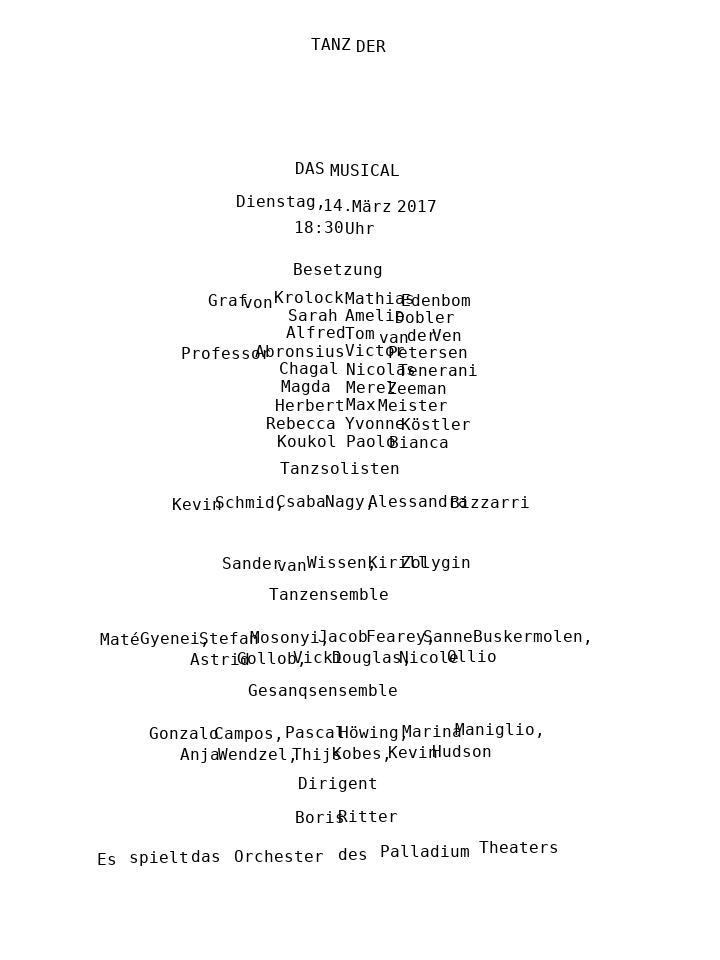 TANZ DER
DAS MUSICAL
Dienstag, 14. März 2017
18:30 Uhr
Besetzung
Graf von Krolock Mathias Edenbom
Sarah Amelie Dobler
Alfred Tom van der Ven
Professor Abronsius Victor Petersen
Chagal Nicolas Tenerani
Magda Merel Zeeman
Herbert Max Meister
Rebecca Yvonne Köstler
Koukol Paolo Bianca
Tanzsolisten
Kevin Schmid, Csaba Nagy, Alessandra Bizzarri
Sander van Wissen, Kirill Zolygin
Tanzensemble
Maté Gyenei, Stefan Mosonyi, Jacob Fearey, Sanne Buskermolen,
Astrid Gollob, Vicki Douglas, Nicole Ollio
Gesanqsensemble
Gonzalo Campos, Pascal Höwing, Marina Maniglio,
Anja Wendzel, Thijs Kobes, Kevin Hudson
Dirigent
Boris Ritter
Es spielt das Orchester des Palladium Theaters